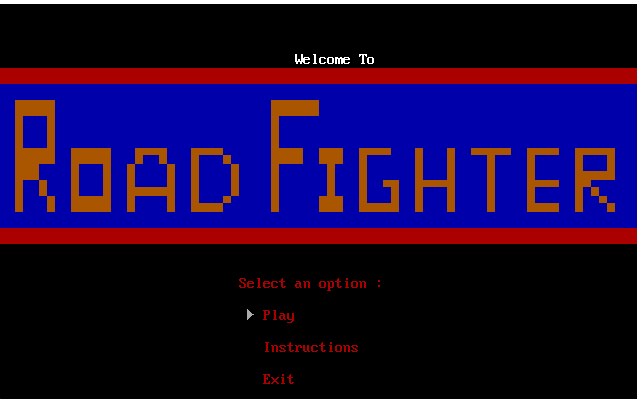 Welcome To
ROAD FIGHTER
Select an option :
Play
Instructions
Exit